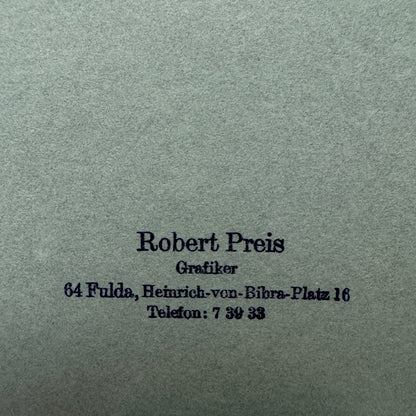 Robert Preis
Grafiker
64 Fulda, Heinrich-von-Bibra-Platz 16
Telefon: 7 39 33